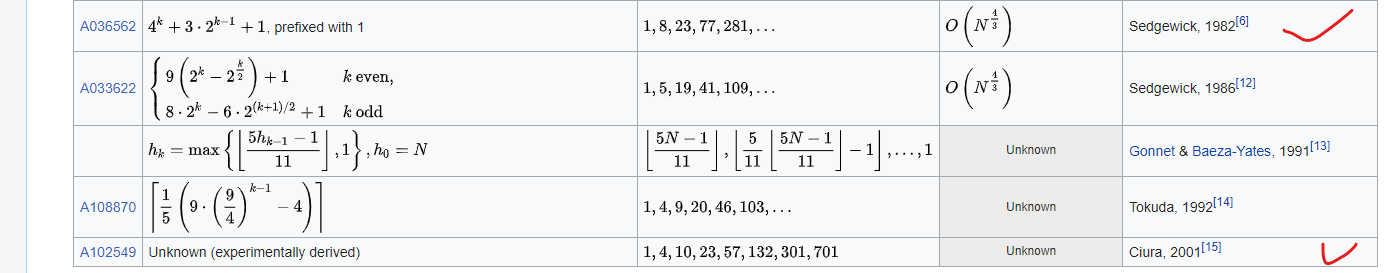 A036562 4^k + 3 · 2^{k−1} + 1, prefixed with 1 1, 8, 23, 77, 281, … O(N^{4/3}) Sedgewick, 1982[6]
A033622 { 9(2^k − 2^{k/2}) + 1 k even, 1, 5, 19, 41, 109, … O(N^{4/3}) Sedgewick, 1986[12]
8 · 2^k − 6 · 2^{(k+1)/2} + 1 k odd
h_k = max{⌊(5h_{k−1} − 1)/11⌋, 1}, h_0 = N ⌊(5N − 1)/11⌋, ⌊5/11 ⌊(5N − 1)/11⌋ − 1⌋, …, 1 Unknown Gonnet & Baeza-Yates, 1991[13]
A108870 ⌈1/5 (9 · (9/4)^{k−1} − 4)⌉ 1, 4, 9, 20, 46, 103, … Unknown Tokuda, 1992[14]
A102549 Unknown (experimentally derived) 1, 4, 10, 23, 57, 132, 301, 701 Unknown Ciura, 2001[15]